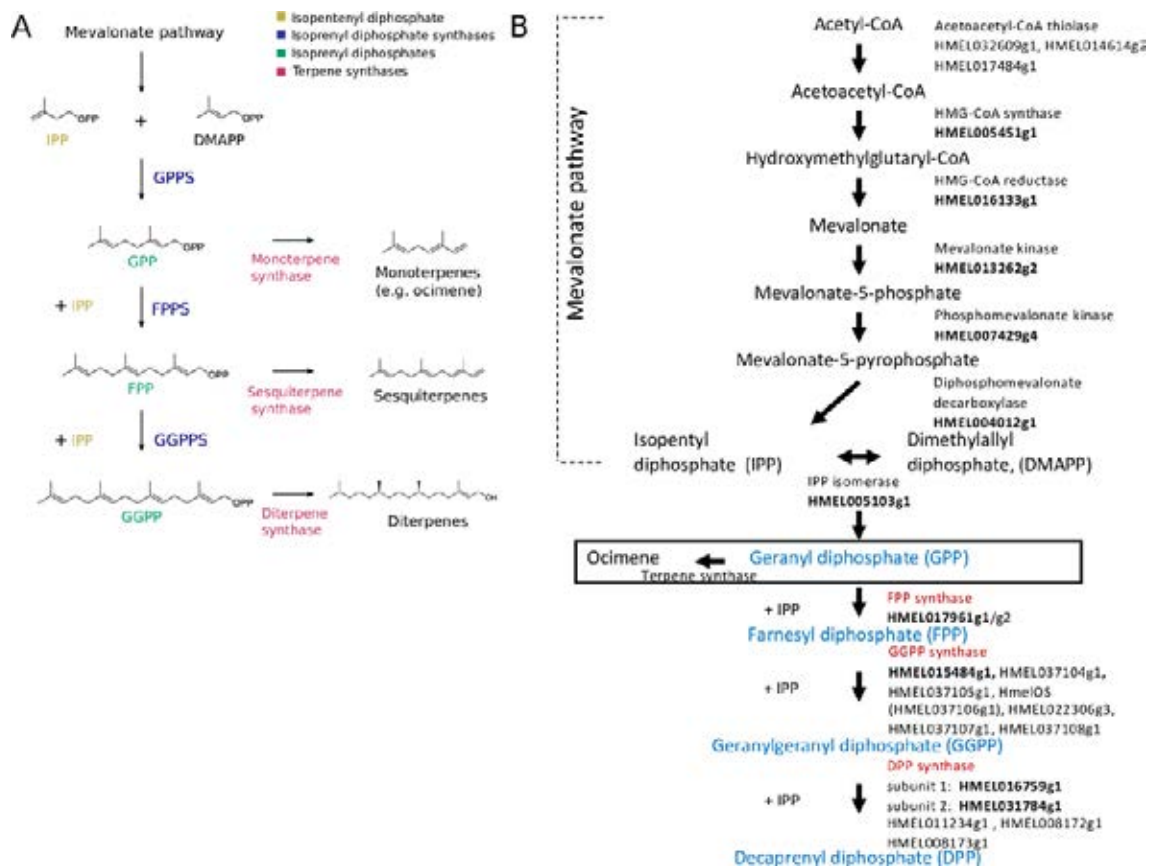 A
Mevalonate pathway
Isopentenyl diphosphate
Isoprenyl diphosphate synthases
Isoprenyl diphosphates
Terpene synthases
OPP
+
OPP
IPP
DMAPP
GPPS
OPP
GPP
Monoterpene
synthase
Monoterpenes
(e.g. ocimene)
+ IPP
FPPS
OPP
FPP
Sesquiterpene
synthase
Sesquiterpenes
+ IPP
GGPPS
OPP
GGPP
Diterpene
synthase
OH
Diterpenes
B
Mevalonate pathway
Acetyl-CoA
Acetoacetyl-CoA thiolase
HMEL032609g1, HMEL014614g2
HMEL017484g1
Acetoacetyl-CoA
HMG-CoA synthase
HMEL005451g1
Hydroxymethylglutaryl-CoA
HMG-CoA reductase
HMEL016133g1
Mevalonate
Mevalonate kinase
HMEL013262g2
Mevalonate-5-phosphate
Phosphomevalonate kinase
HMEL007429g4
Mevalonate-5-pyrophosphate
Diphosphomevalonate
decarboxylase
HMEL004012g1
Isopentyl
diphosphate (IPP)
Dimethylallyl
diphosphate, (DMAPP)
IPP isomerase
HMEL005103g1
Ocimene
Terpene synthase
Geranyl diphosphate (GPP)
+ IPP
FPP synthase
HMEL017961g1/g2
Farnesyl diphosphate (FPP)
GGPP synthase
+ IPP
HMEL015484g1, HMEL037104g1,
HMEL037105g1, HmelOS
(HMEL037106g1), HMEL022306g3,
HMEL037107g1, HMEL037108g1
Geranylgeranyl diphosphate (GGPP)
DPP synthase
+ IPP
subunit 1: HMEL016759g1
subunit 2: HMEL031784g1
HMEL011234g1 , HMEL008172g1
HMEL008173g1
Decaprenyl diphosphate (DPP)